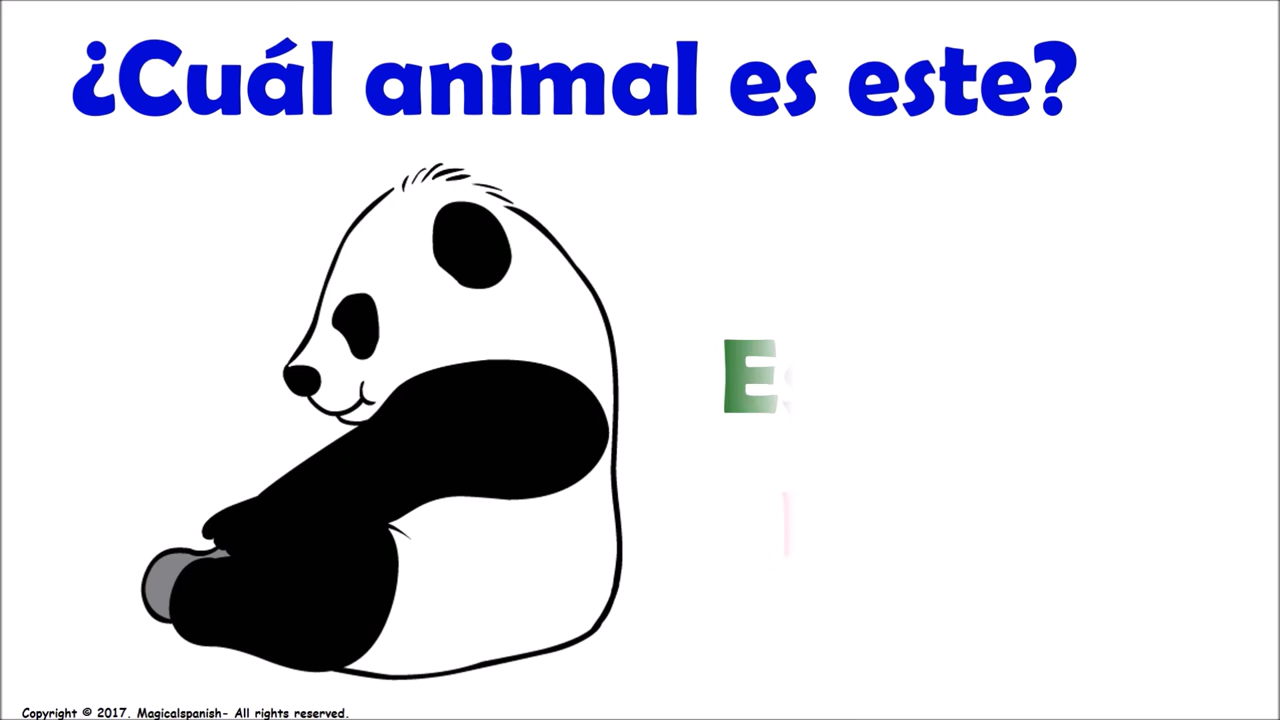 ¿Cuál animal es este?
E
Copyright © 2017. Magicalspanish- All rights reserved.